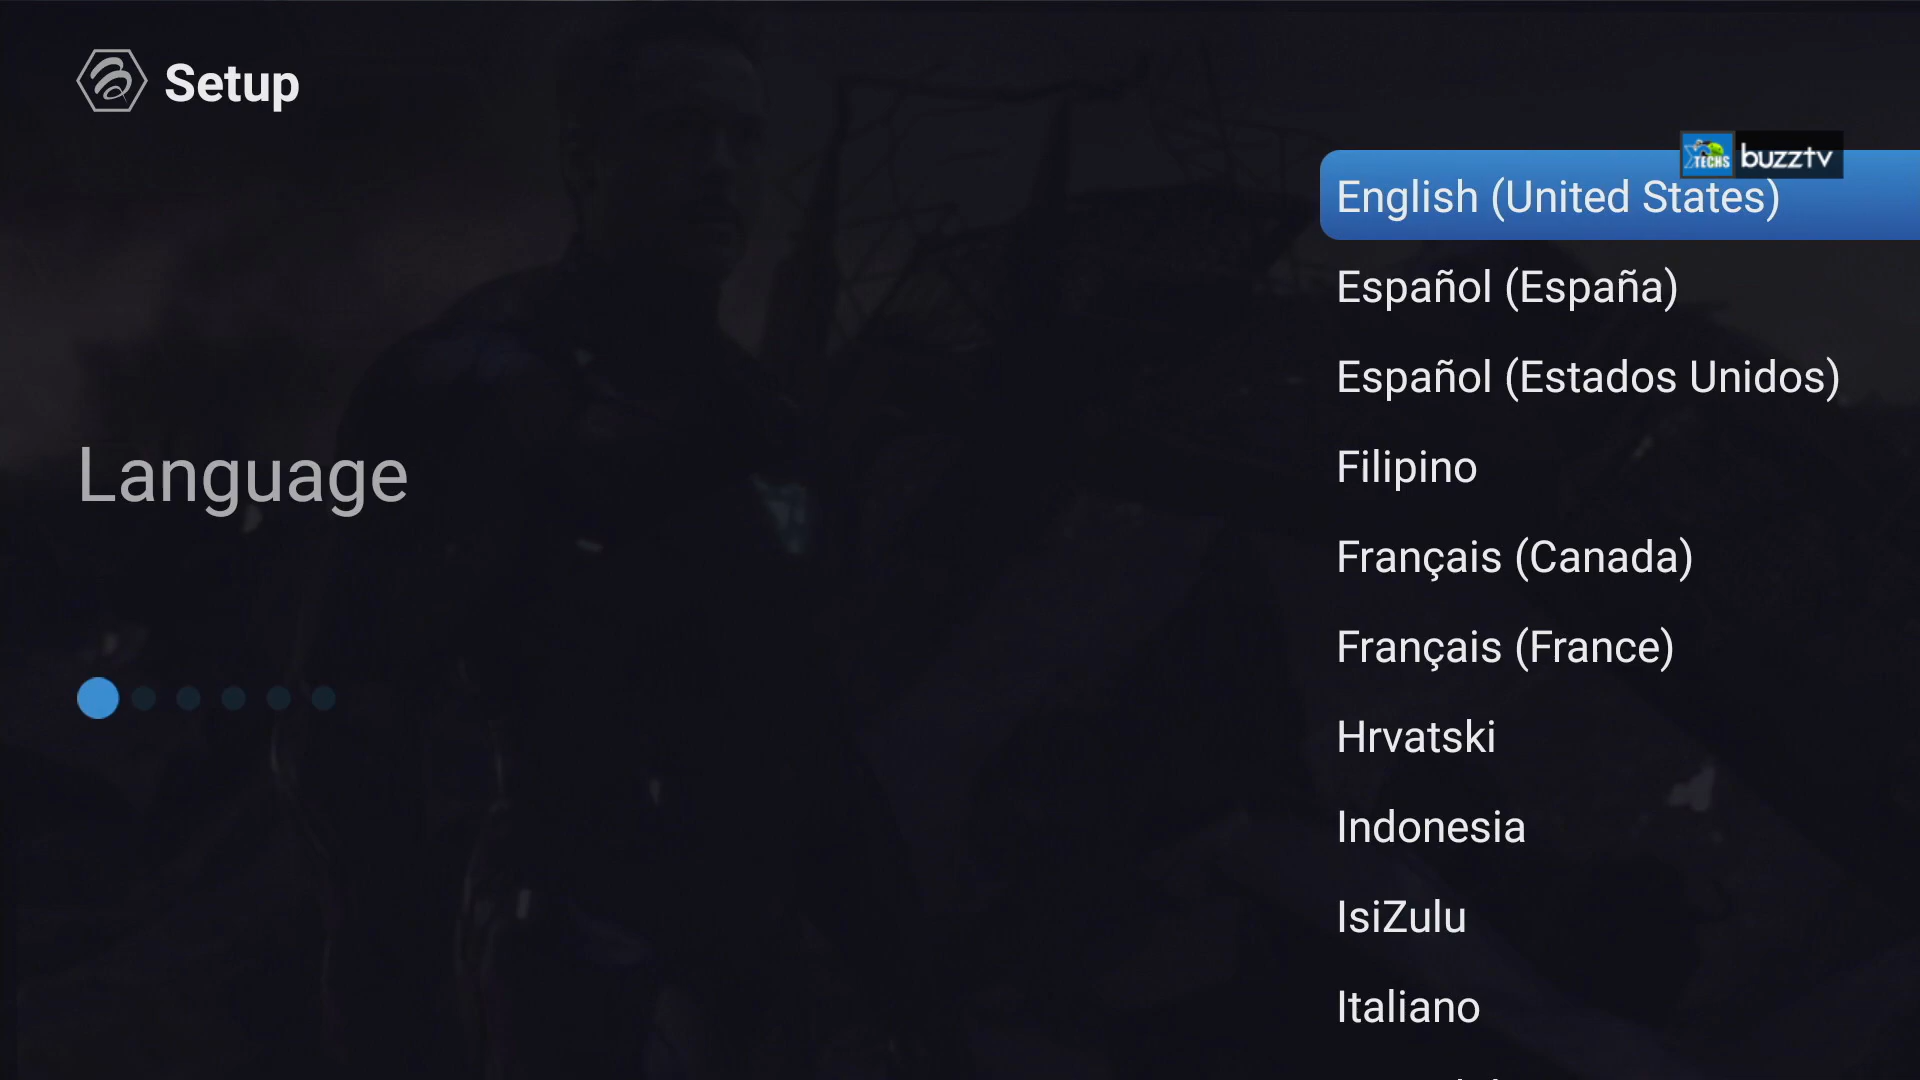 Setup
TECHS buzztv
English (United States)
Español (España)
Español (Estados Unidos)
Filipino
Français (Canada)
Language
Français (France)
Hrvatski
Indonesia
IsiZulu
Italiano